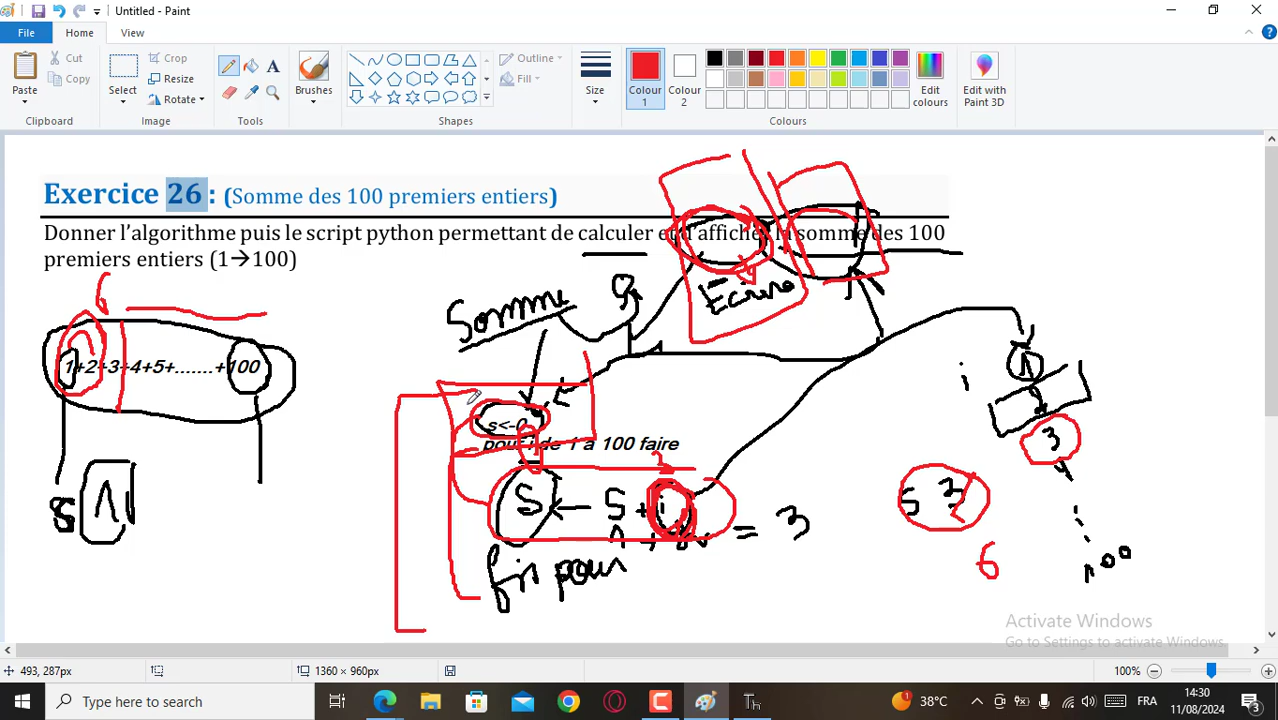 Untitled - Paint
File Home View
Paste Cut Copy
Select Crop Resize Rotate
Brushes
Outline Fill
Size
Colour 1
Colour 2
Edit colours
Edit with Paint 3D
Clipboard Image Tools Shapes Colours
Exercice 26 : (Somme des 100 premiers entiers)
Donner l'algorithme puis le script python permettant de calculer et d'afficher la somme des 100
premiers entiers (1→100)
Ecrire
Somme
1+2+3+4+5+.......+100
i 1
2
3
100
s<-0
pour i de 1 à 100 faire
S ← S + i
= 3
S 1
S 3
6
fin pour
Activate Windows
Go to Settings to activate Windows.
493, 287px
1360 × 960px
100%
Type here to search
38°C
FRA
14:30
11/08/2024